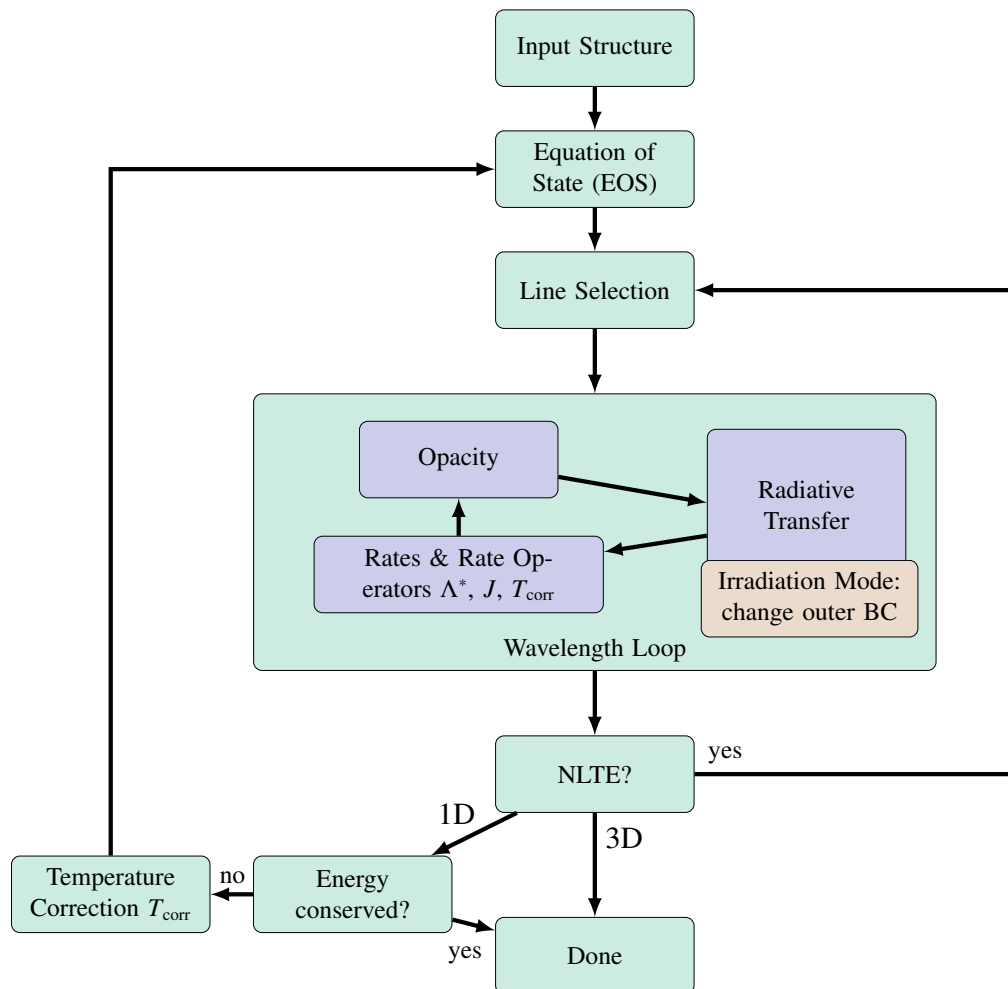 Input Structure
Equation of
State (EOS)
Line Selection
Opacity
Radiative
Transfer
Rates & Rate Op-
erators Λ*, J, T_corr
Irradiation Mode:
change outer BC
Wavelength Loop
NLTE?
yes
1D
3D
Temperature
Correction T_corr
no
Energy
conserved?
yes
Done